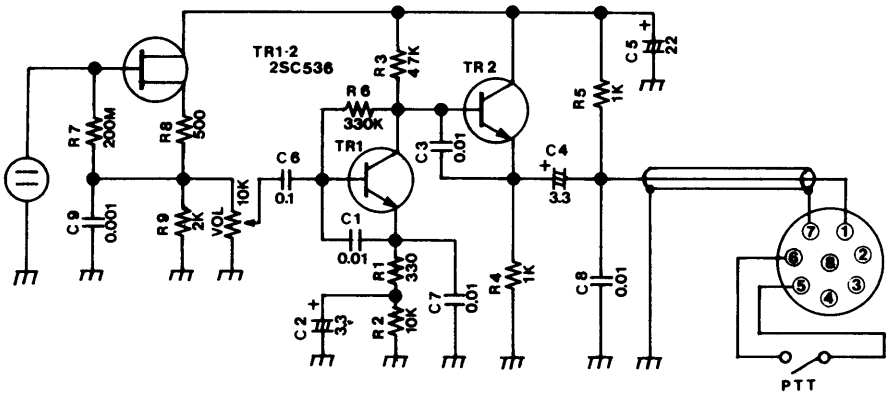 TR1-2
2SC536
R7
200M
R8
500
C9
0.001
R9
2K
VOL
10K
C6
0.1
R6
330K
R3
47K
TR1
TR2
C3
0.01
C1
0.01
R1
330
C2
3.3
R2
10K
C7
0.01
R4
1K
C4
+
3.3
R5
1K
C5
+
22
C8
0.01
+
7
1
6
8
2
5
4
3
PTT